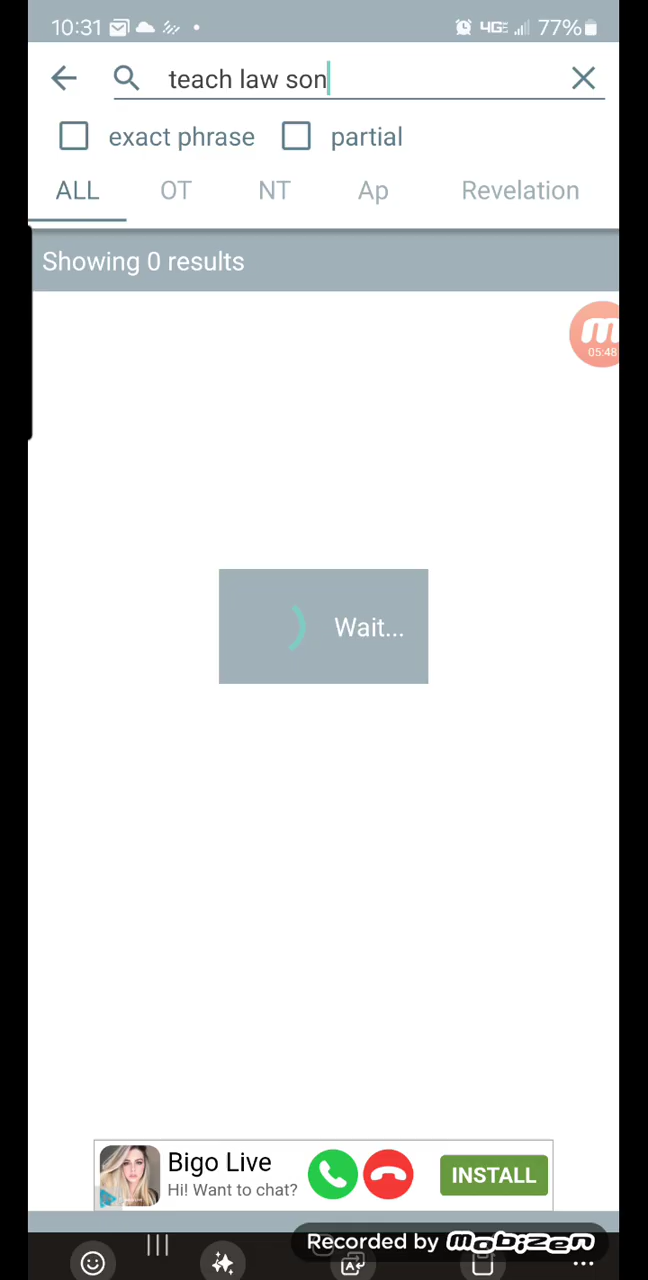 10:31 4GE 77%
teach law son
exact phrase partial
ALL OT NT Ap Revelation
Showing 0 results
m
05:48
Wait...
Bigo Live
Hi! Want to chat?
INSTALL
Recorded by mobizen